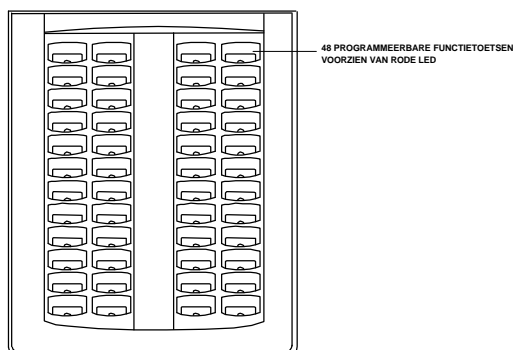 48 PROGRAMMEERBARE FUNCTIETOETSEN
VOORZIEN VAN RODE LED